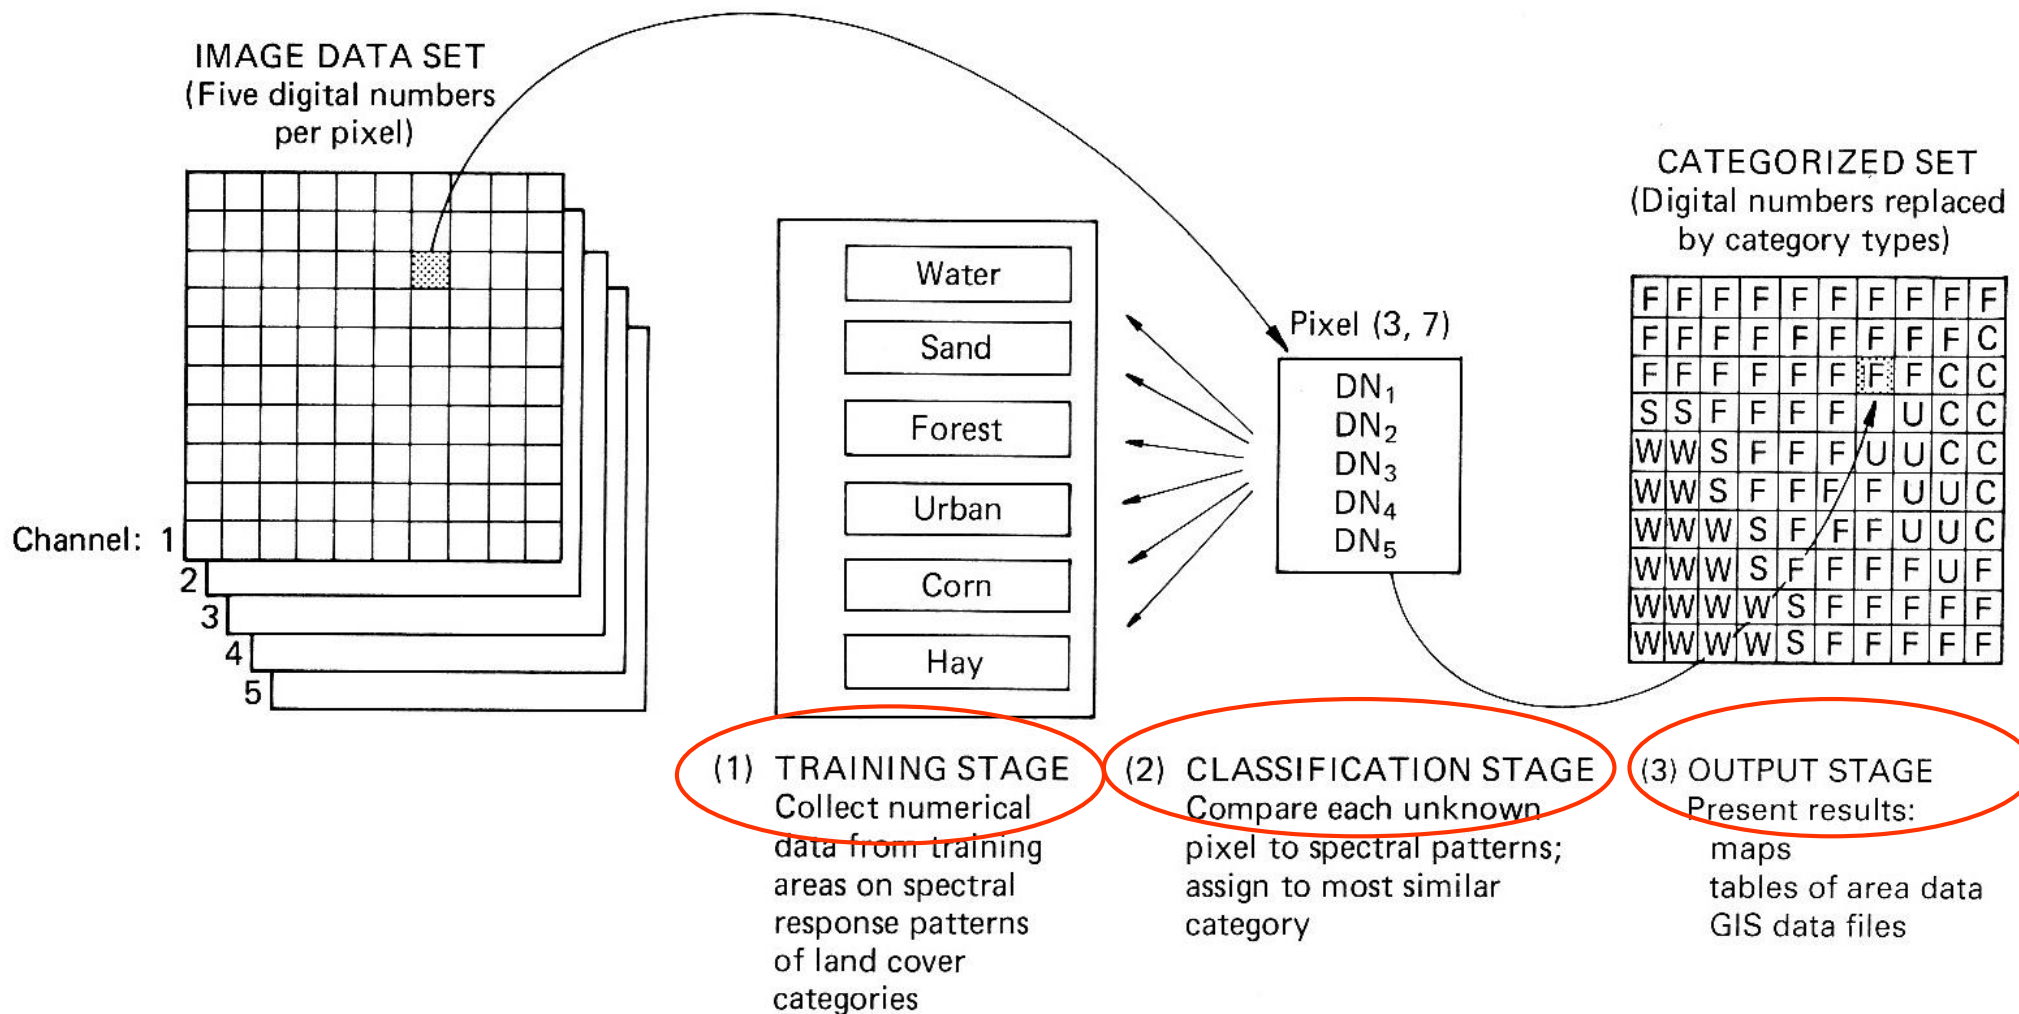 IMAGE DATA SET
(Five digital numbers
per pixel)
Channel: 1
2
3
4
5
Water
Sand
Forest
Urban
Corn
Hay
Pixel (3, 7)
DN₁
DN₂
DN₃
DN₄
DN₅
CATEGORIZED SET
(Digital numbers replaced
by category types)
F F F F F F F F F F
F F F F F F F F F C
F F F F F F F F C C
S S F F F F U C C
W W S F F F U U C C
W W S F F F F U U C
W W W S F F F U U C
W W W S F F F F U F
W W W W S F F F F F
W W W W S F F F F F
(1) TRAINING STAGE
Collect numerical
data from training
areas on spectral
response patterns
of land cover
categories
(2) CLASSIFICATION STAGE
Compare each unknown
pixel to spectral patterns;
assign to most similar
category
(3) OUTPUT STAGE
Present results:
maps
tables of area data
GIS data files